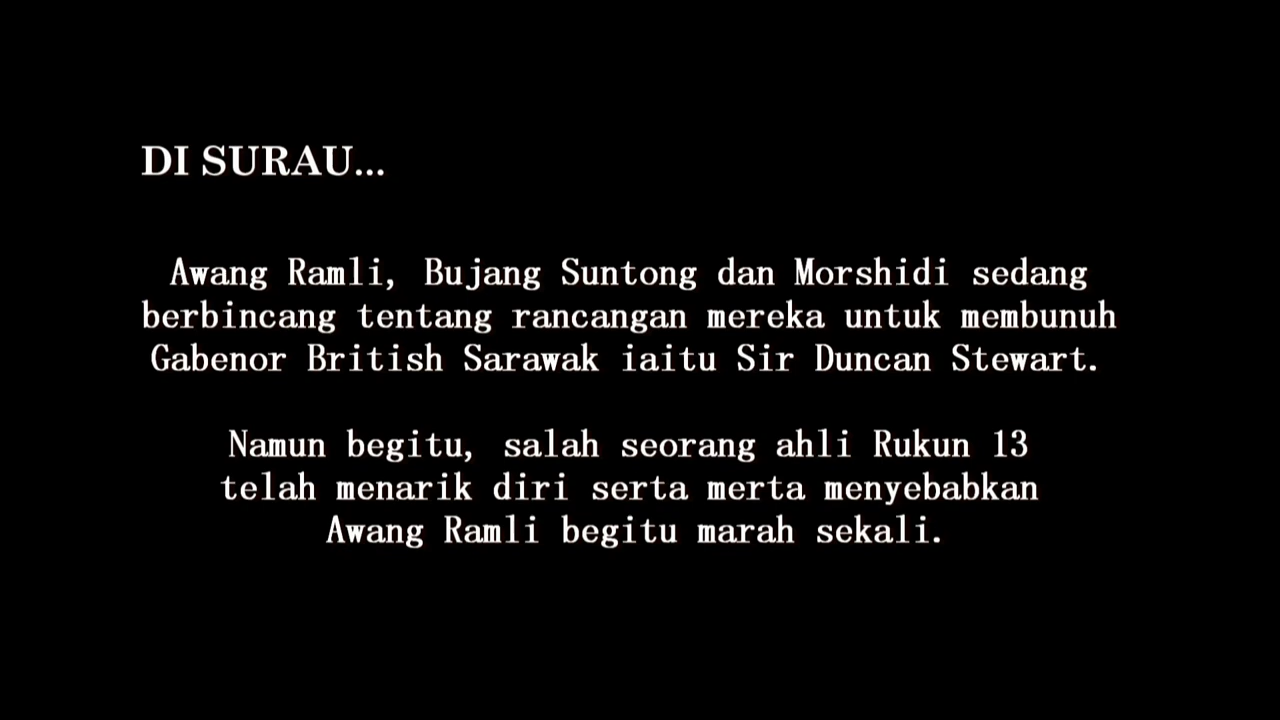 DI SURAU...
Awang Ramli, Bujang Suntong dan Morshidi sedang
berbincang tentang rancangan mereka untuk membunuh
Gabenor British Sarawak iaitu Sir Duncan Stewart.
Namun begitu, salah seorang ahli Rukun 13
telah menarik diri serta merta menyebabkan
Awang Ramli begitu marah sekali.